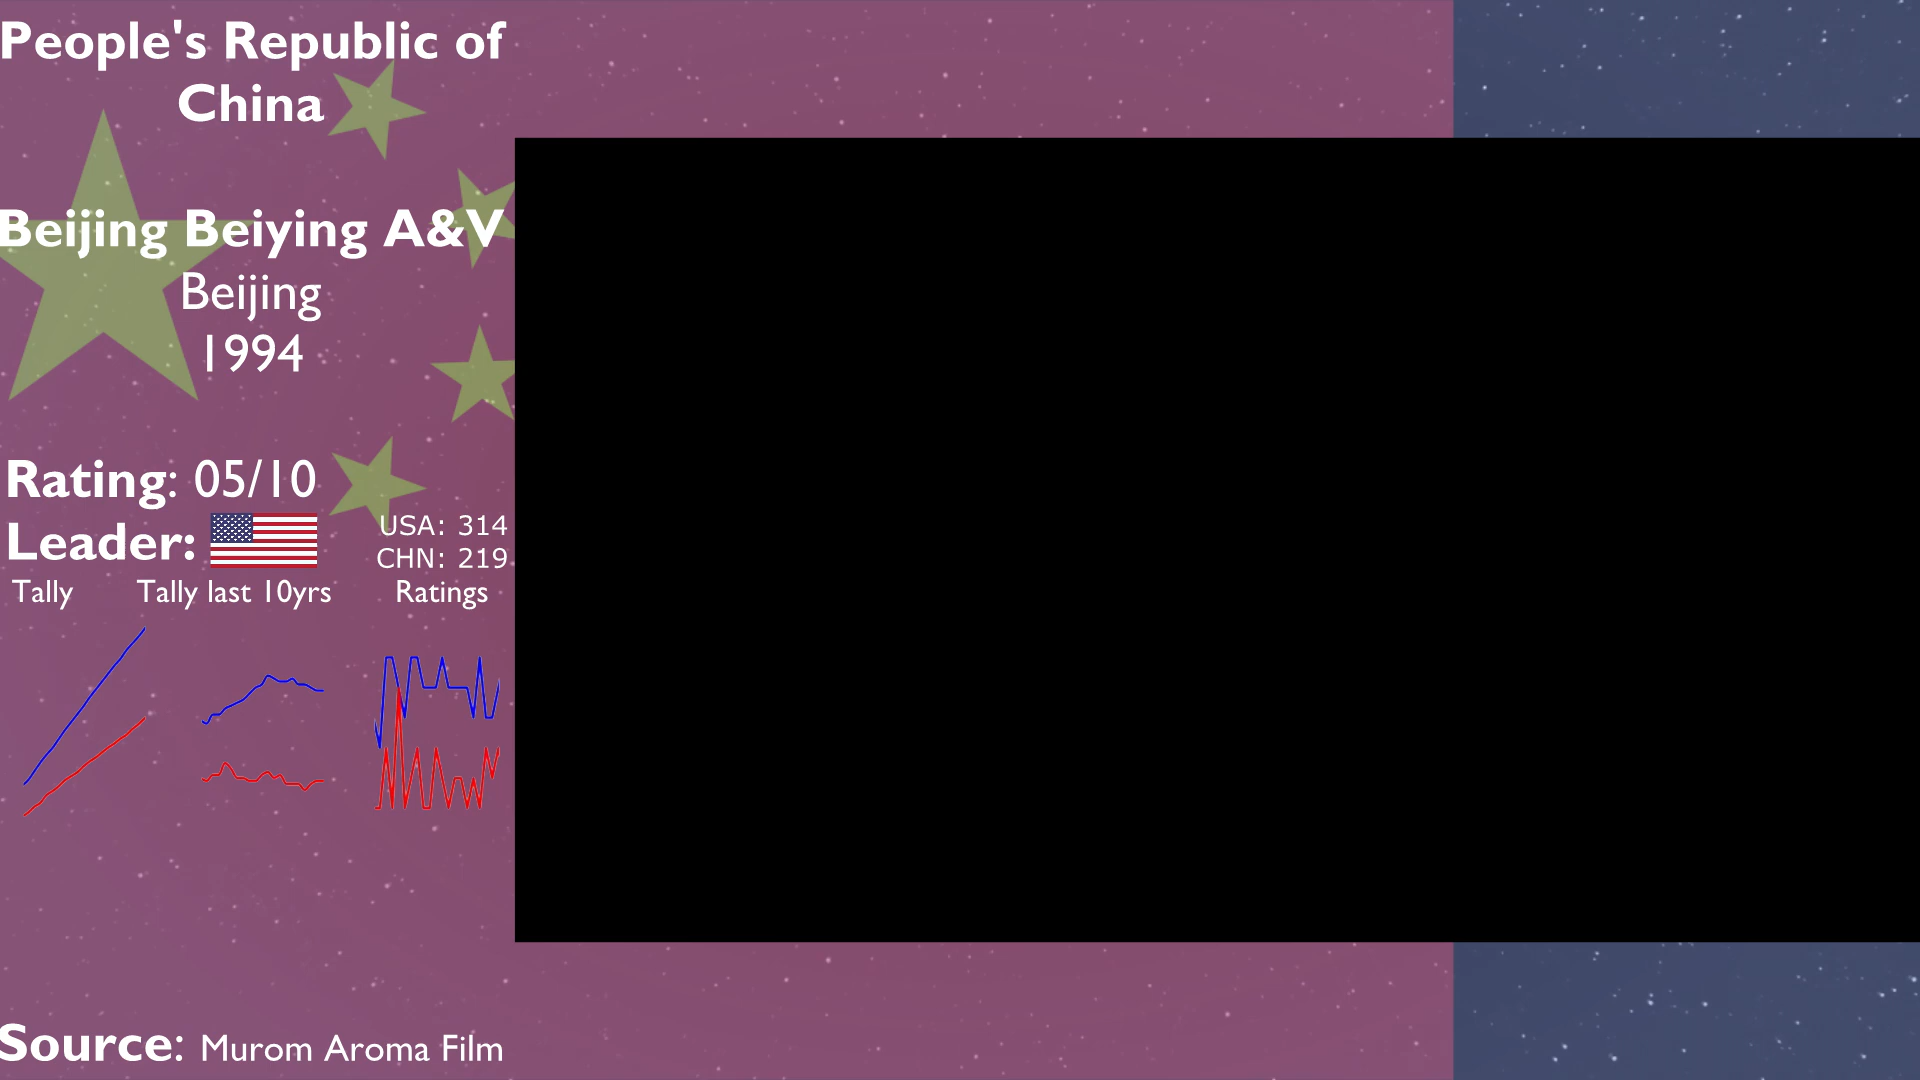 People's Republic of
China
Beijing Beiying A&V
Beijing
1994
Rating: 05/10
Leader:
USA: 314
CHN: 219
Tally
Tally last 10yrs
Ratings
Source: Murom Aroma Film